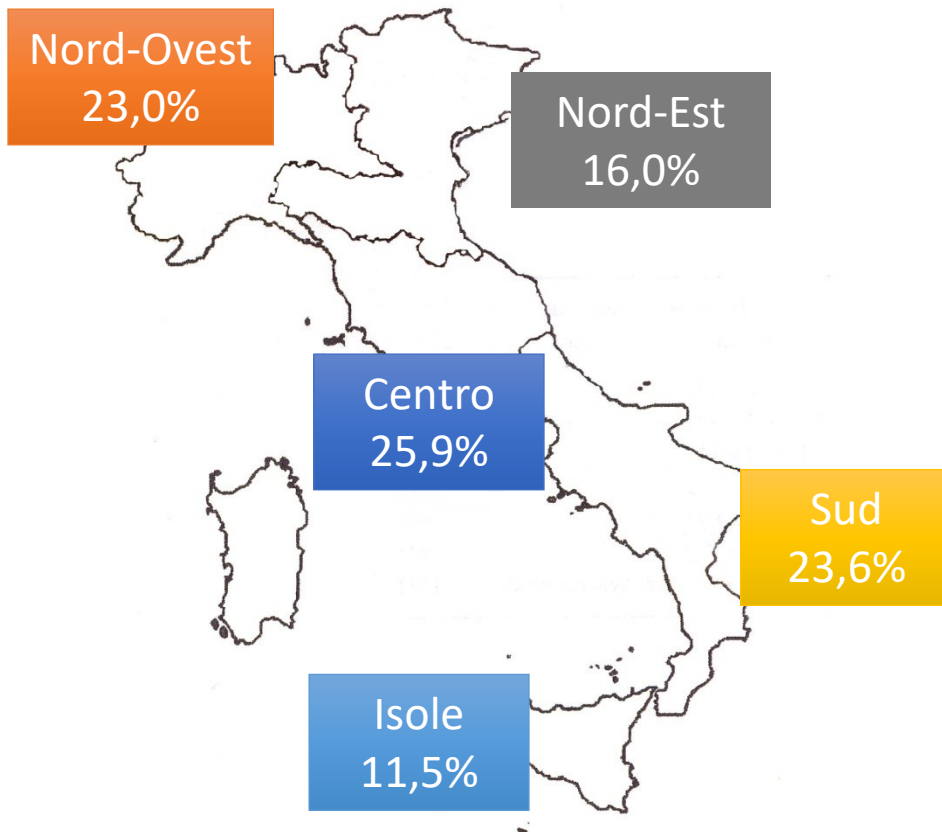 Nord-Ovest
23,0%
Nord-Est
16,0%
Centro
25,9%
Sud
23,6%
Isole
11,5%